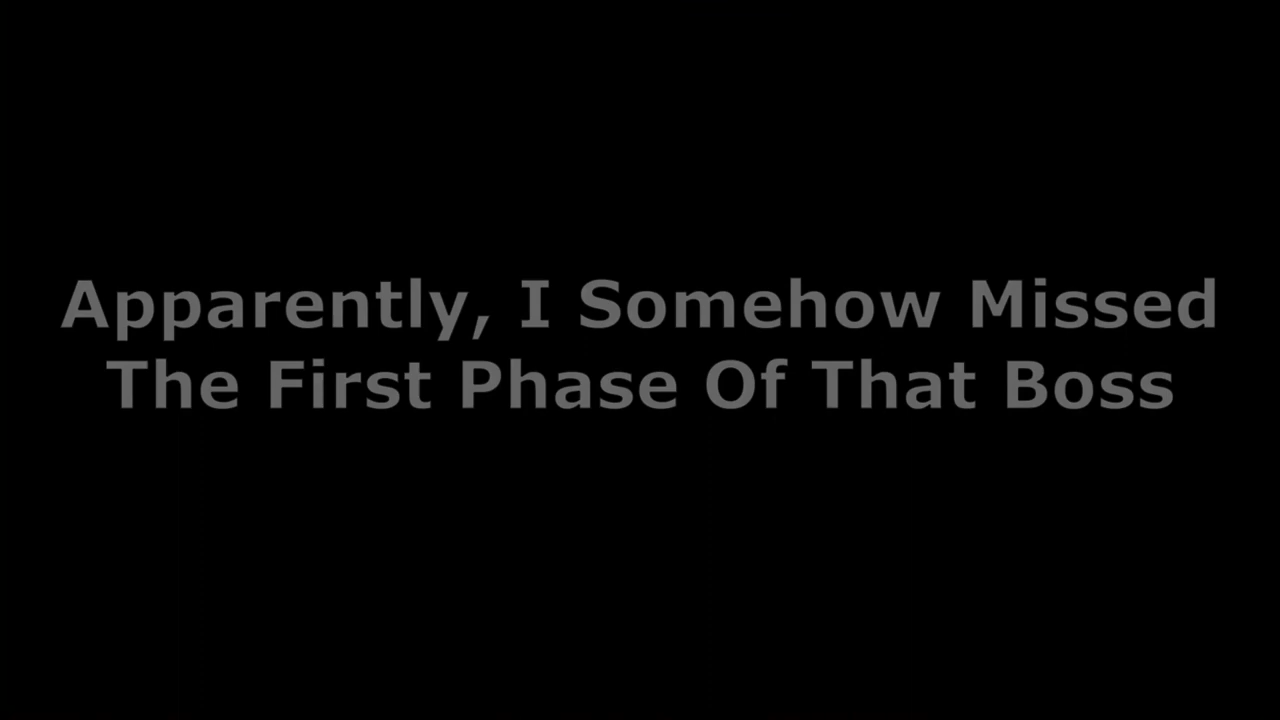 Apparently, I Somehow Missed
The First Phase Of That Boss